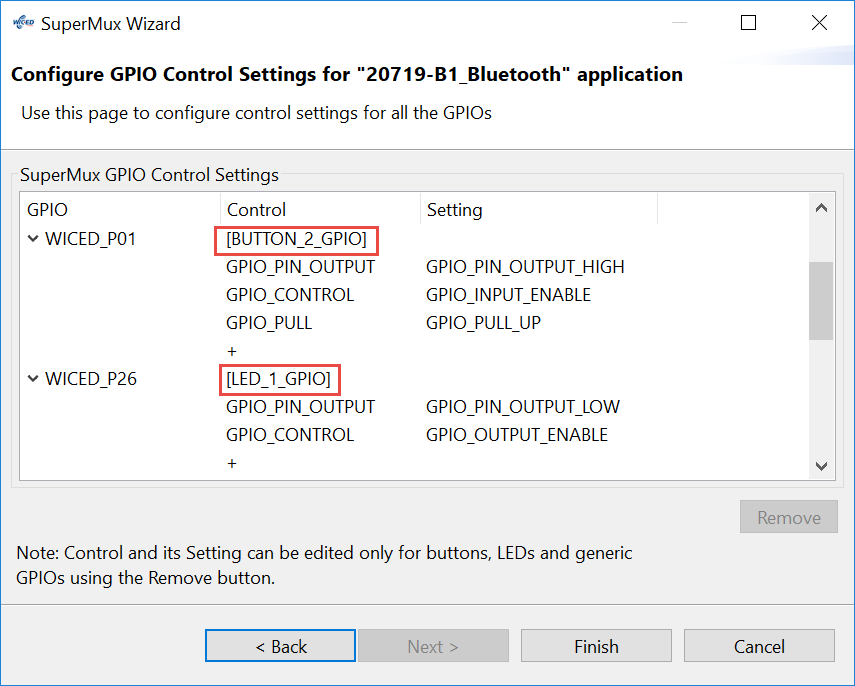 WICED SuperMux Wizard
Configure GPIO Control Settings for "20719-B1_Bluetooth" application
Use this page to configure control settings for all the GPIOs
SuperMux GPIO Control Settings
GPIO Control Setting
WICED_P01 [BUTTON_2_GPIO]
GPIO_PIN_OUTPUT GPIO_PIN_OUTPUT_HIGH
GPIO_CONTROL GPIO_INPUT_ENABLE
GPIO_PULL GPIO_PULL_UP
+
WICED_P26 [LED_1_GPIO]
GPIO_PIN_OUTPUT GPIO_PIN_OUTPUT_LOW
GPIO_CONTROL GPIO_OUTPUT_ENABLE
+
Remove
Note: Control and its Setting can be edited only for buttons, LEDs and generic
GPIOs using the Remove button.
< Back Next > Finish Cancel